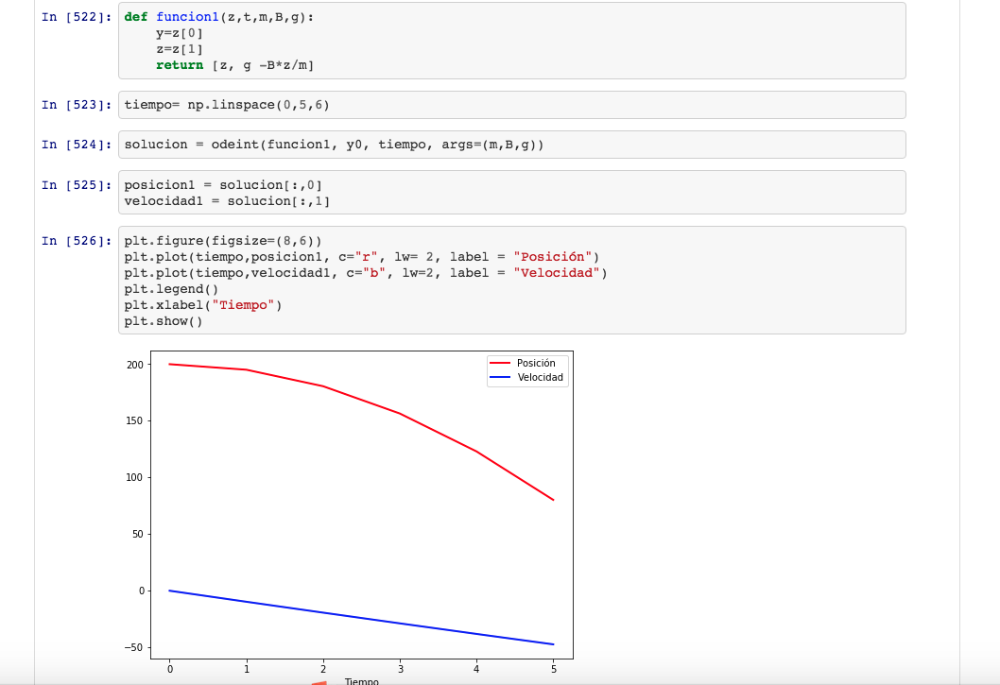 In [522]: def funcion1(z,t,m,B,g):
y=z[0]
z=z[1]
return [z, g -B*z/m]
In [523]: tiempo= np.linspace(0,5,6)
In [524]: solucion = odeint(funcion1, y0, tiempo, args=(m,B,g))
In [525]: posicion1 = solucion[:,0]
velocidad1 = solucion[:,1]
In [526]: plt.figure(figsize=(8,6))
plt.plot(tiempo,posicion1, c="r", lw= 2, label = "Posición")
plt.plot(tiempo,velocidad1, c="b", lw=2, label = "Velocidad")
plt.legend()
plt.xlabel("Tiempo")
plt.show()
Posición
Velocidad
200
150
100
50
0
−50
0 1 2 3 4 5
Tiempo